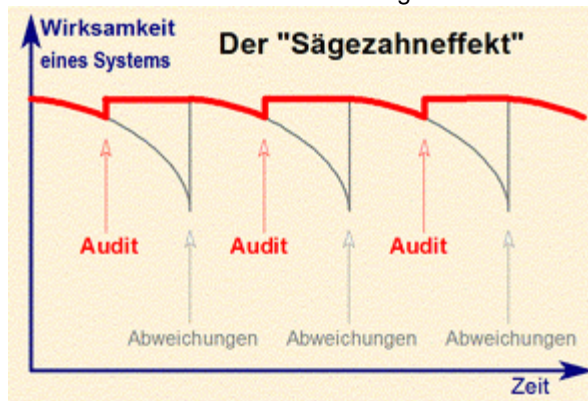 Wirksamkeit
eines Systems
Der "Sägezahneffekt"
Audit
Audit
Audit
Abweichungen
Abweichungen
Abweichungen
Zeit